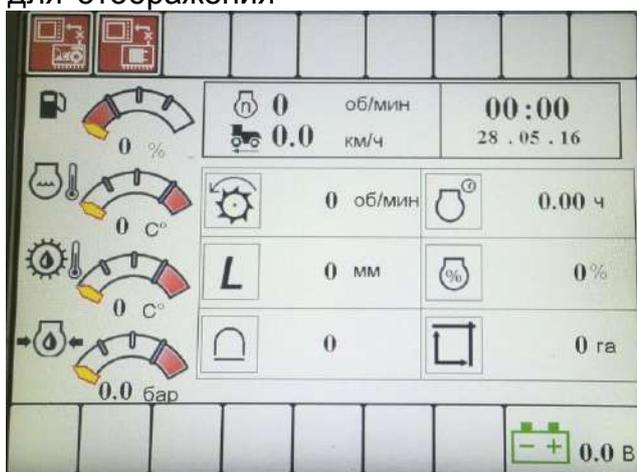 для отображения
n 0 об/мин
0.0 км/ч
00:00
28 . 05 . 16
0 %
0 об/мин
0.00 ч
0 C°
L 0 мм
% 0%
0 C°
0
0 га
0.0 бар
0.0 В